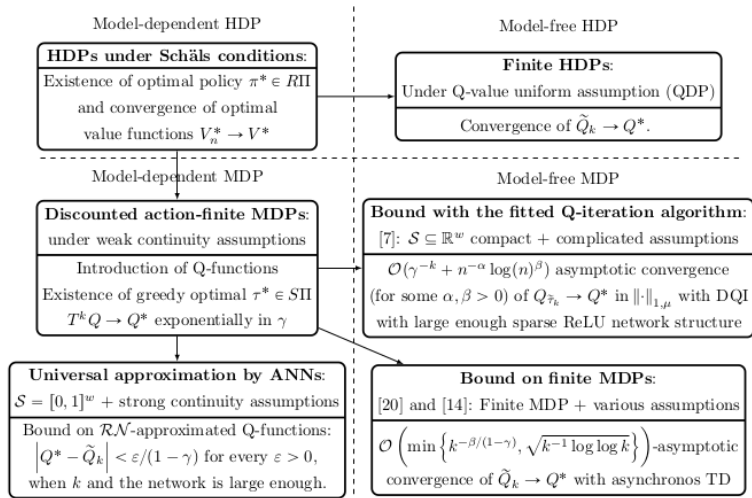 Model-dependent HDP
Model-free HDP
HDPs under Schäls conditions:
Existence of optimal policy π* ∈ RΠ
and convergence of optimal
value functions V*ₙ → V*
Finite HDPs:
Under Q-value uniform assumption (QDP)
Convergence of Q̃ₖ → Q*.
Model-dependent MDP
Model-free MDP
Discounted action-finite MDPs:
under weak continuity assumptions
Introduction of Q-functions
Existence of greedy optimal τ* ∈ SΠ
TᵏQ → Q* exponentially in γ
Bound with the fitted Q-iteration algorithm:
[7]: 𝒮 ⊆ ℝʷ compact + complicated assumptions
𝒪(γ⁻ᵏ + n^{-α} log(n)^β) asymptotic convergence
(for some α, β > 0) of Q_{τ̃ₖ} → Q* in ‖·‖_{1,μ} with DQI
with large enough sparse ReLU network structure
Universal approximation by ANNs:
𝒮 = [0, 1]ʷ + strong continuity assumptions
Bound on ℛ𝒩-approximated Q-functions:
|Q* − Q̃ₖ| < ε/(1 − γ) for every ε > 0,
when k and the network is large enough.
Bound on finite MDPs:
[20] and [14]: Finite MDP + various assumptions
𝒪(min{k^{-β/(1-γ)}, √(k⁻¹ log log k)})-asymptotic
convergence of Q̃ₖ → Q* with asynchronos TD